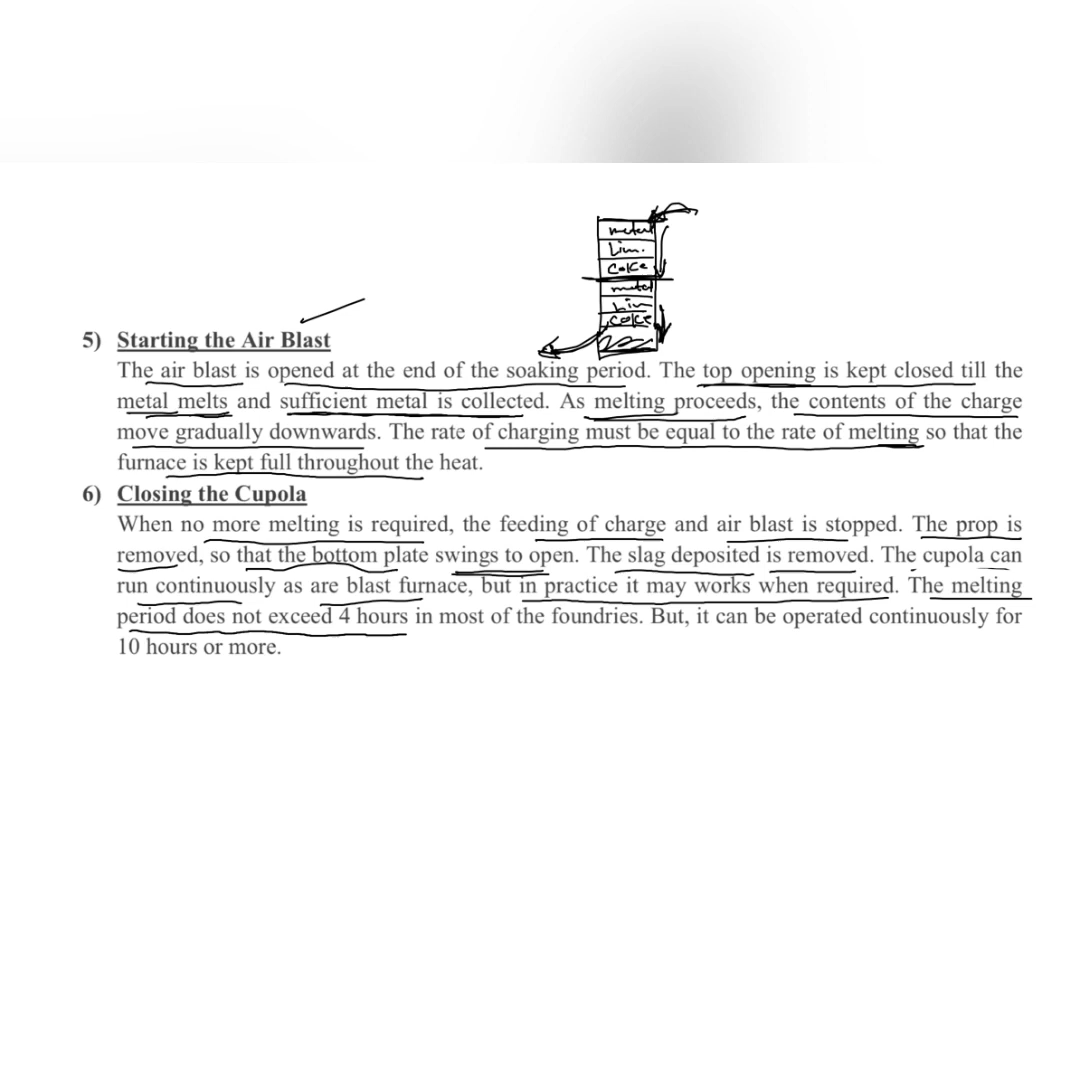 metal
Lim.
Coke
metal
Lim
Coke
5) Starting the Air Blast
The air blast is opened at the end of the soaking period. The top opening is kept closed till the
metal melts and sufficient metal is collected. As melting proceeds, the contents of the charge
move gradually downwards. The rate of charging must be equal to the rate of melting so that the
furnace is kept full throughout the heat.
6) Closing the Cupola
When no more melting is required, the feeding of charge and air blast is stopped. The prop is
removed, so that the bottom plate swings to open. The slag deposited is removed. The cupola can
run continuously as are blast furnace, but in practice it may works when required. The melting
period does not exceed 4 hours in most of the foundries. But, it can be operated continuously for
10 hours or more.